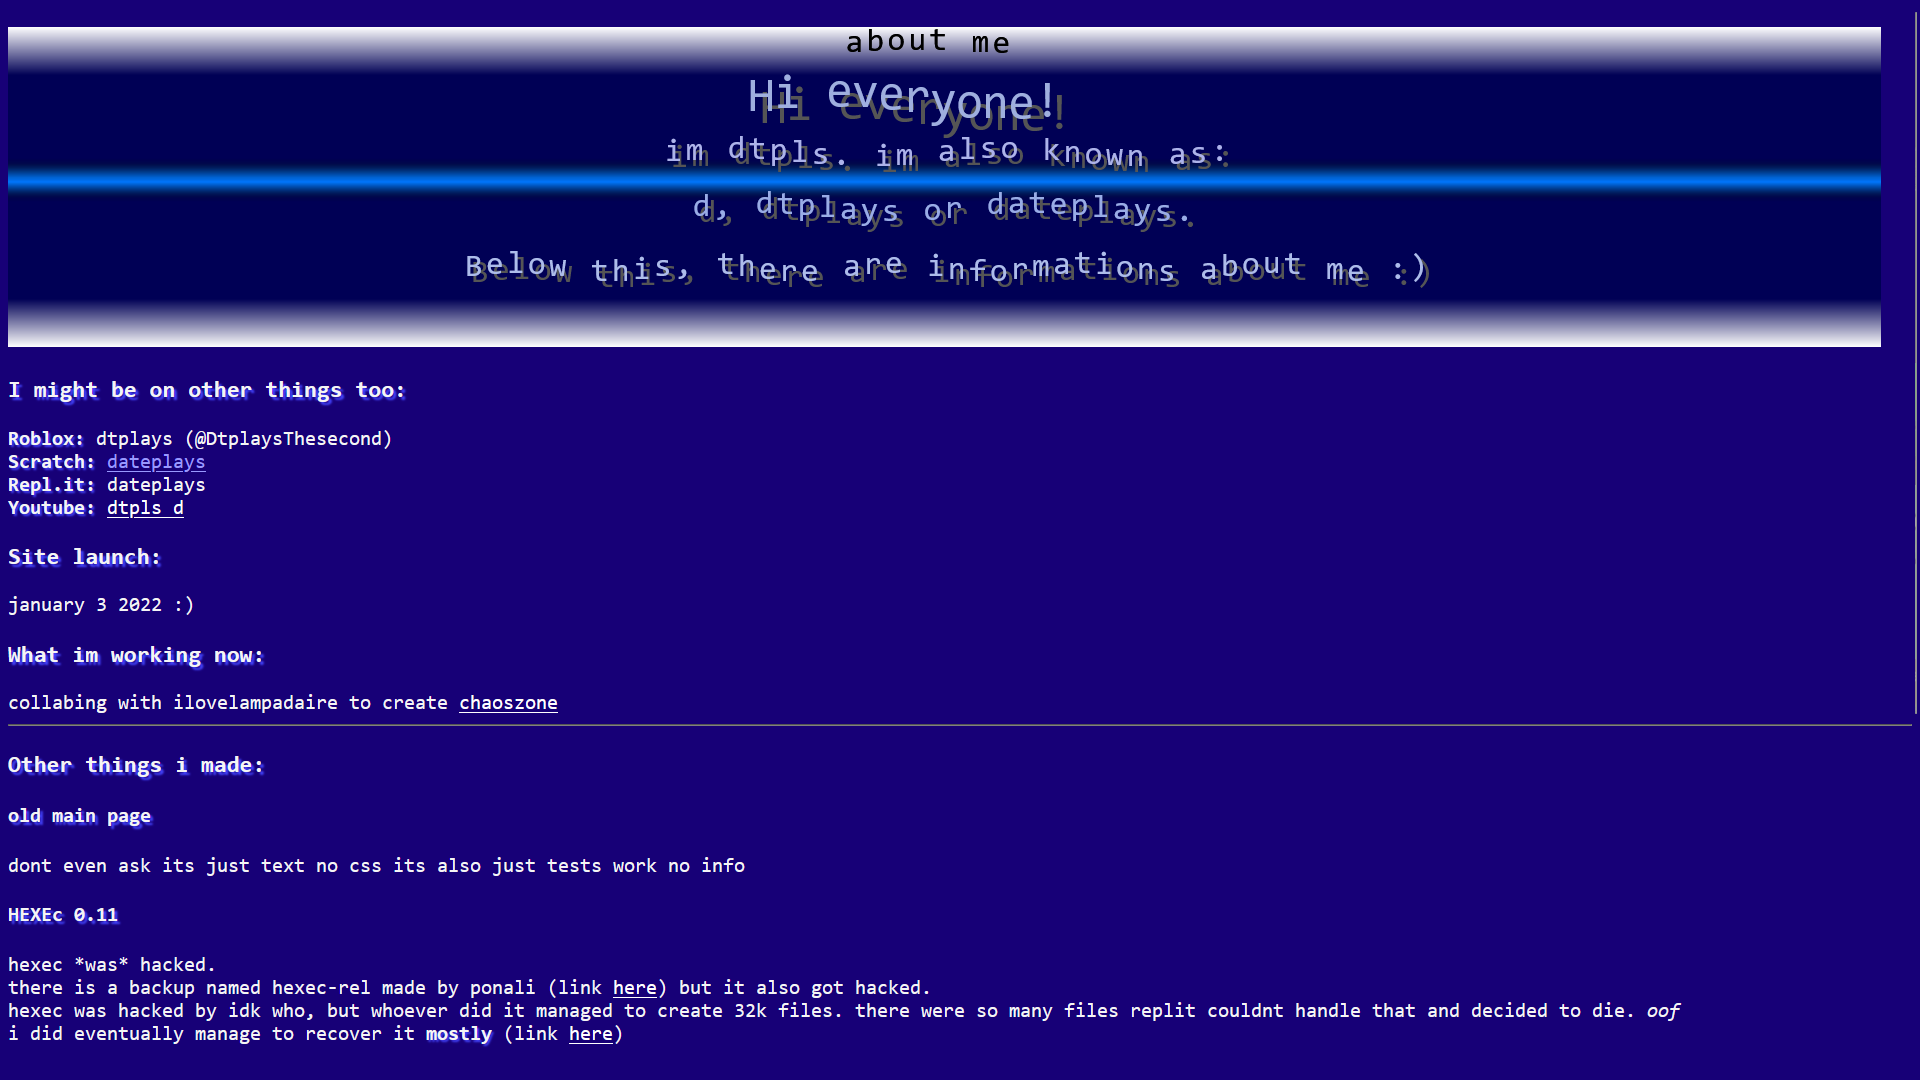 about me
Hi everyone!
im dtpls. im also known as:
d, dtplays or dateplays.
Below this, there are informations about me :)
I might be on other things too:
Roblox: dtplays (@DtplaysThesecond)
Scratch: dateplays
Repl.it: dateplays
Youtube: dtpls d
Site launch:
january 3 2022 :)
What im working now:
collabing with ilovelampadaire to create chaoszone
Other things i made:
old main page
dont even ask its just text no css its also just tests work no info
HEXEc 0.11
hexec *was* hacked.
there is a backup named hexec-rel made by ponali (link here) but it also got hacked.
hexec was hacked by idk who, but whoever did it managed to create 32k files. there were so many files replit couldnt handle that and decided to die. oof
i did eventually manage to recover it mostly (link here)